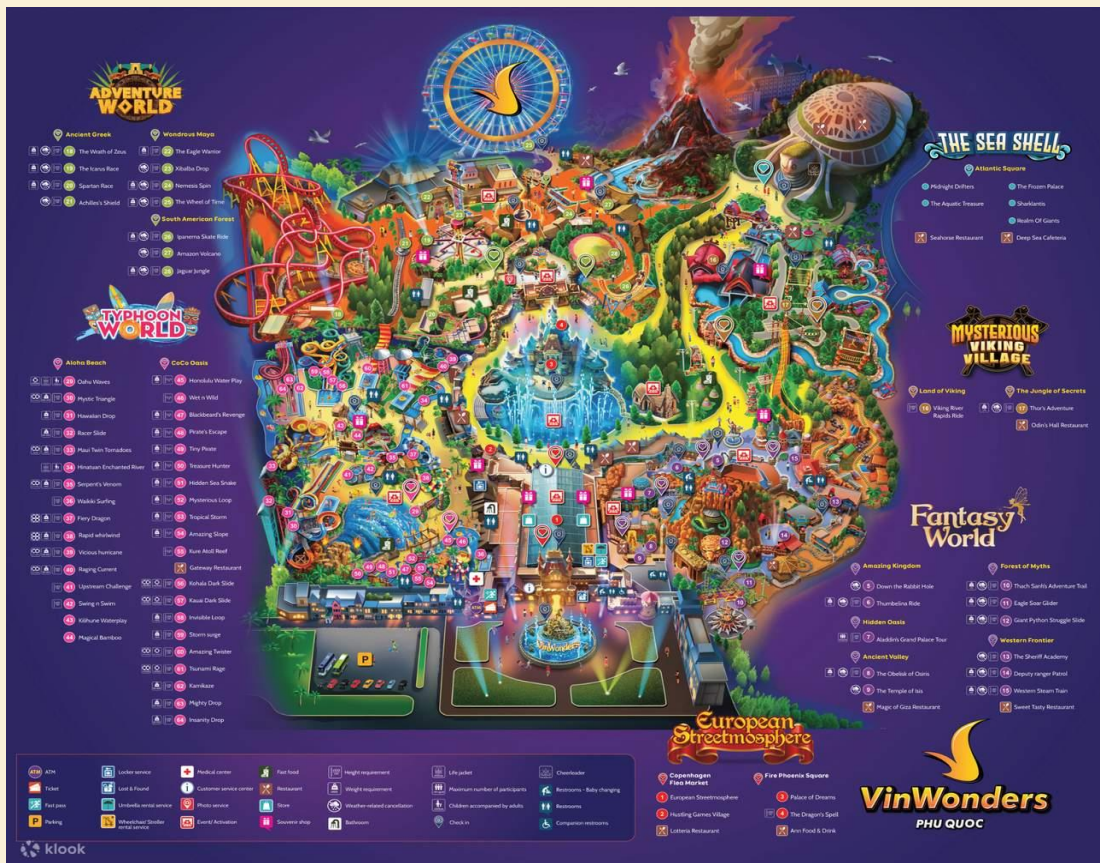 ADVENTURE
WORLD
Ancient Greek
18 The Wrath of Zeus
19 The Icarus Race
20 Spartan Race
21 Achilles's Shield
Wondrous Maya
22 The Eagle Warrior
23 Xibalba Drop
24 Nemesis Spin
25 The Wheel of Time
South American Forest
26 Ipanema Skate Ride
27 Amazon Volcano
28 Jaguar Jungle
TYPHOON
WORLD
Aloha Beach
29 Oahu Waves
30 Mystic Triangle
31 Hawaiian Drop
32 Racer Slide
33 Maui Twin Tornadoes
34 Hinatuan Enchanted River
35 Serpent's Venom
36 Waikiki Surfing
37 Fiery Dragon
38 Rapid whirlwind
39 Vicious hurricane
40 Raging Current
41 Upstream Challenge
42 Swing n Swim
43 Kilihune Waterplay
44 Magical Bamboo
CoCo Oasis
45 Honolulu Water Play
46 Wet n Wild
47 Blackbeard's Revenge
48 Pirate's Escape
49 Tiny Pirate
50 Treasure Hunter
51 Hidden Sea Snake
52 Mysterious Loop
53 Tropical Storm
54 Amazing Slope
55 Kure Atoll Reef
Gateway Restaurant
56 Kohala Dark Slide
57 Kauai Dark Slide
58 Invisible Loop
59 Storm surge
60 Amazing Twister
61 Tsunami Rage
62 Kamikaze
63 Mighty Drop
64 Insanity Drop
THE SEA SHELL
Atlantic Square
Midnight Drifters
The Aquatic Treasure
The Frozen Palace
Sharklantis
Realm Of Giants
Seahorse Restaurant
Deep Sea Cafeteria
MYSTERIOUS
VIKING
VILLAGE
Land of Viking
16 Viking River
Rapids Ride
The Jungle of Secrets
17 Thor's Adventure
Odin's Hall Restaurant
Fantasy
World
Amazing Kingdom
5 Down the Rabbit Hole
6 Thumbelina Ride
Hidden Oasis
7 Aladdin's Grand Palace Tour
Ancient Valley
8 The Obelisk of Osiris
9 The Temple of Isis
Magic of Giza Restaurant
Forest of Myths
10 Thach Sanh's Adventure Trail
11 Eagle Soar Glider
12 Giant Python Struggle Slide
Western Frontier
13 The Sheriff Academy
14 Deputy ranger Patrol
15 Western Steam Train
Sweet Tasty Restaurant
VinWonders
P
European
Streetmosphere
Copenhagen
Flea Market
1 European Streetmosphere
2 Hustling Games Village
Lotteria Restaurant
Fire Phoenix Square
3 Palace of Dreams
4 The Dragon's Spell
Ann Food & Drink
VinWonders
PHU QUOC
ATM ATM
Ticket
Fast pass
P Parking
Locker service
Lost & Found
Umbrella rental service
Wheelchair/ Stroller
rental service
Medical center
Customer service center
Photo service
Event/ Activation
Fast food
Restaurant
Store
Souvenir shop
Height requirement
Weight requirement
Weather-related cancellation
Bathroom
Life jacket
Maximum number of participants
Children accompanied by adults
Check in
Cheerleader
Restrooms - Baby changing
Restrooms
Companion restrooms
klook